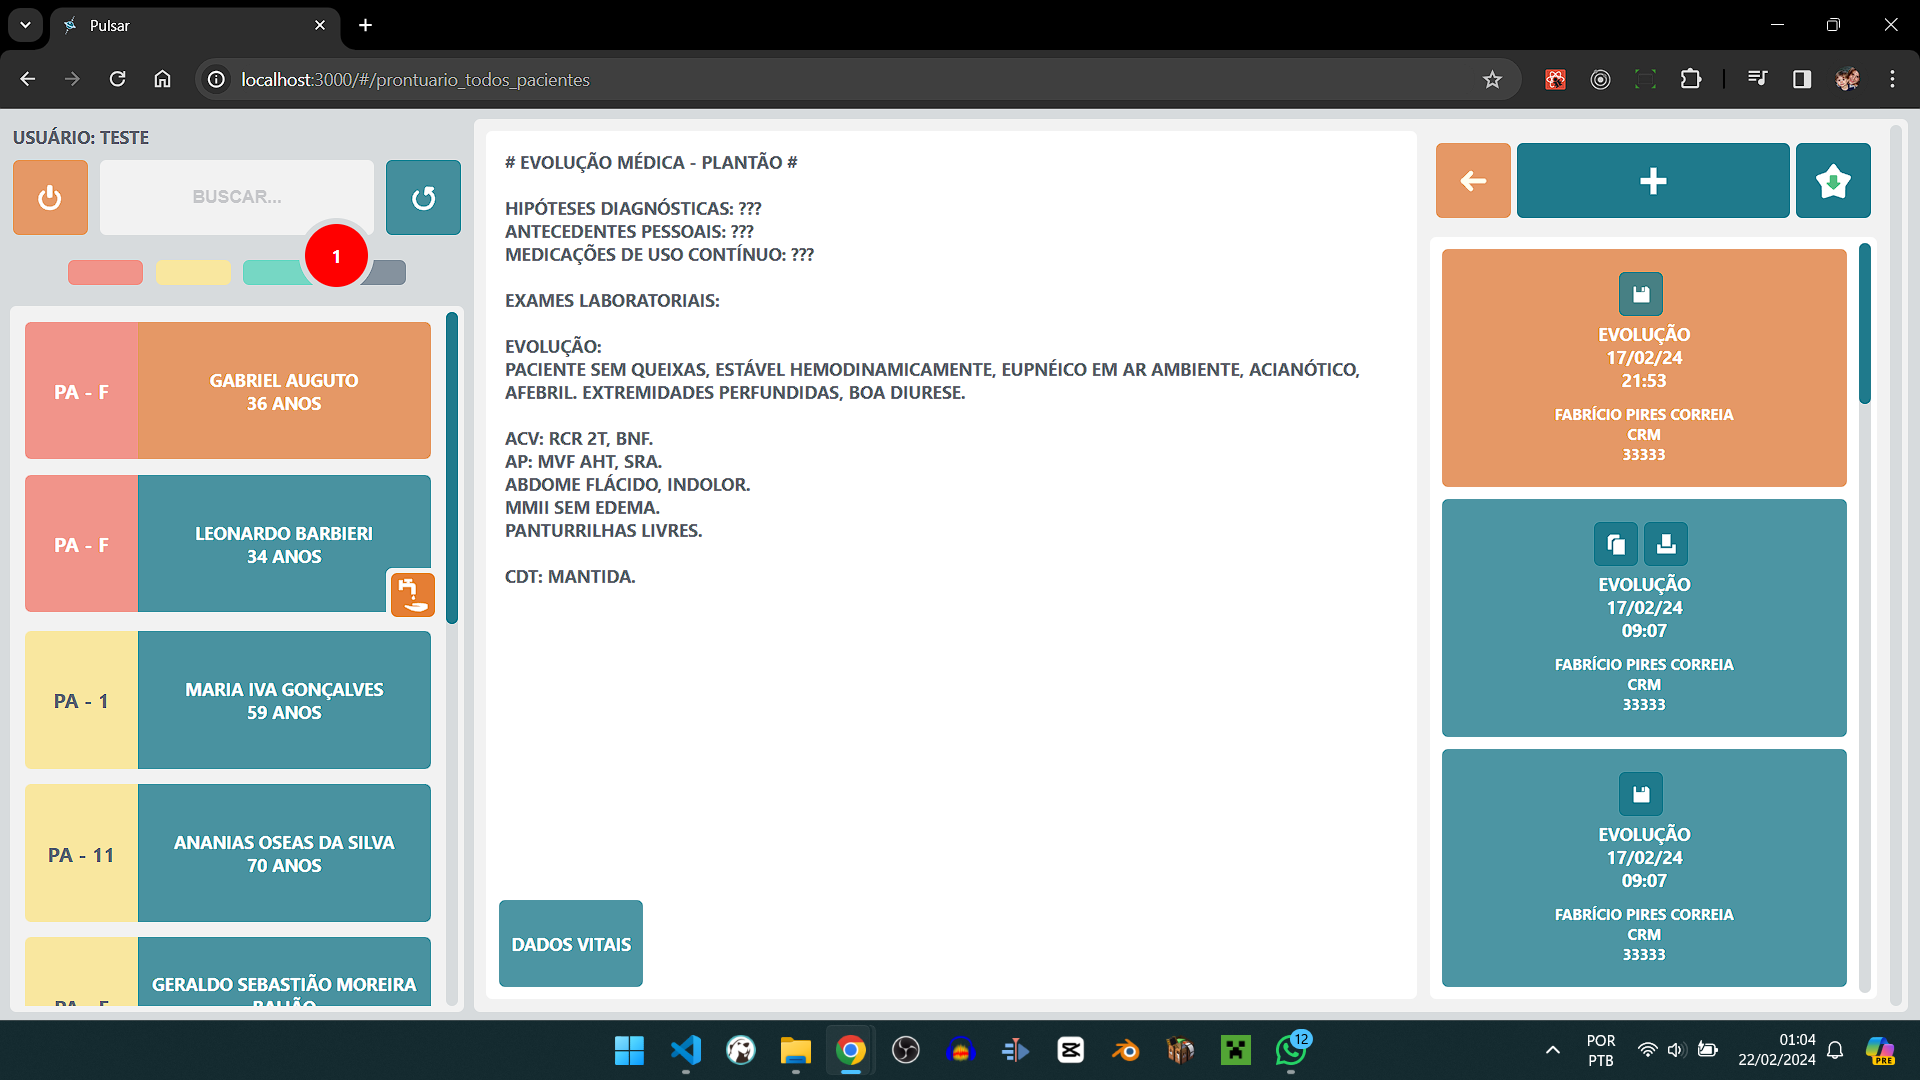 Pulsar
localhost:3000/#/prontuario_todos_pacientes
USUÁRIO: TESTE
BUSCAR...
1
PA - F
GABRIEL AUGUTO
36 ANOS
PA - F
LEONARDO BARBIERI
34 ANOS
PA - 1
MARIA IVA GONÇALVES
59 ANOS
PA - 11
ANANIAS OSEAS DA SILVA
70 ANOS
GERALDO SEBASTIÃO MOREIRA
# EVOLUÇÃO MÉDICA - PLANTÃO #
HIPÓTESES DIAGNÓSTICAS: ???
ANTECEDENTES PESSOAIS: ???
MEDICAÇÕES DE USO CONTÍNUO: ???
EXAMES LABORATORIAIS:
EVOLUÇÃO:
PACIENTE SEM QUEIXAS, ESTÁVEL HEMODINAMICAMENTE, EUPNÉICO EM AR AMBIENTE, ACIANÓTICO,
AFEBRIL. EXTREMIDADES PERFUNDIDAS, BOA DIURESE.
ACV: RCR 2T, BNF.
AP: MVF AHT, SRA.
ABDOME FLÁCIDO, INDOLOR.
MMII SEM EDEMA.
PANTURRILHAS LIVRES.
CDT: MANTIDA.
DADOS VITAIS
EVOLUÇÃO
17/02/24
21:53
FABRÍCIO PIRES CORREIA
CRM
33333
EVOLUÇÃO
17/02/24
09:07
FABRÍCIO PIRES CORREIA
CRM
33333
EVOLUÇÃO
17/02/24
09:07
FABRÍCIO PIRES CORREIA
CRM
33333
12
POR
PTB
01:04
22/02/2024
PRE